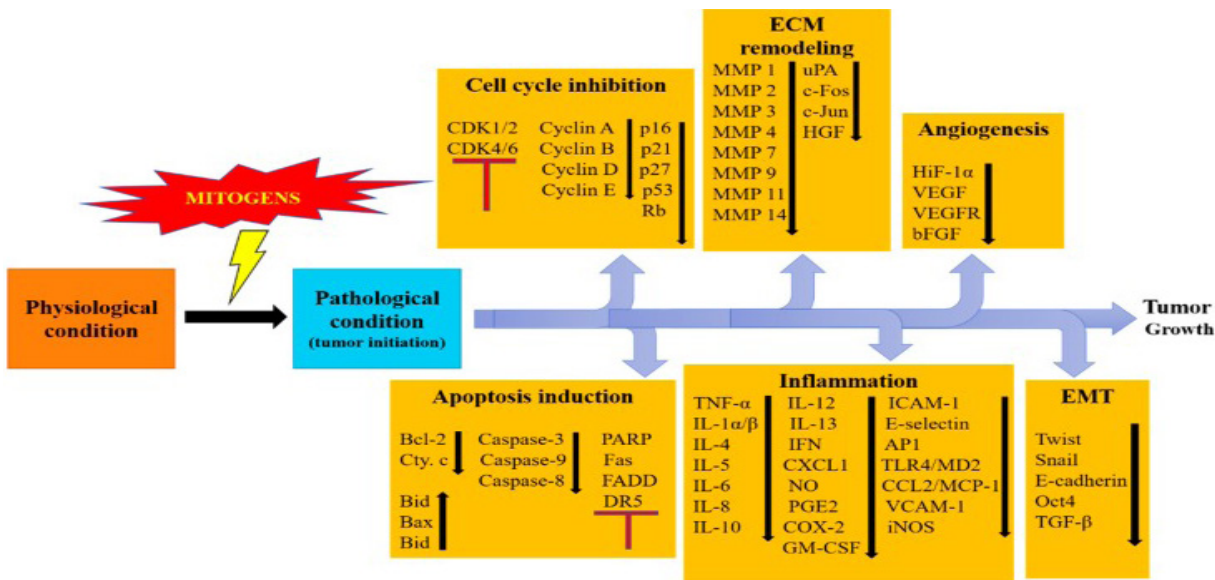 MITOGENS
Physiological
condition
Pathological
condition
(tumor initiation)
Cell cycle inhibition
CDK1/2
CDK4/6
Cyclin A
Cyclin B
Cyclin D
Cyclin E
p16
p21
p27
p53
Rb
ECM
remodeling
MMP 1
MMP 2
MMP 3
MMP 4
MMP 7
MMP 9
MMP 11
MMP 14
uPA
c-Fos
c-Jun
HGF
Angiogenesis
HiF-1α
VEGF
VEGFR
bFGF
Tumor
Growth
Apoptosis induction
Bcl-2
Cty. c
Bid
Bax
Bid
Caspase-3
Caspase-9
Caspase-8
PARP
Fas
FADD
DR5
Inflammation
TNF-α
IL-1α/β
IL-4
IL-5
IL-6
IL-8
IL-10
IL-12
IL-13
IFN
CXCL1
NO
PGE2
COX-2
GM-CSF
ICAM-1
E-selectin
AP1
TLR4/MD2
CCL2/MCP-1
VCAM-1
iNOS
EMT
Twist
Snail
E-cadherin
Oct4
TGF-β